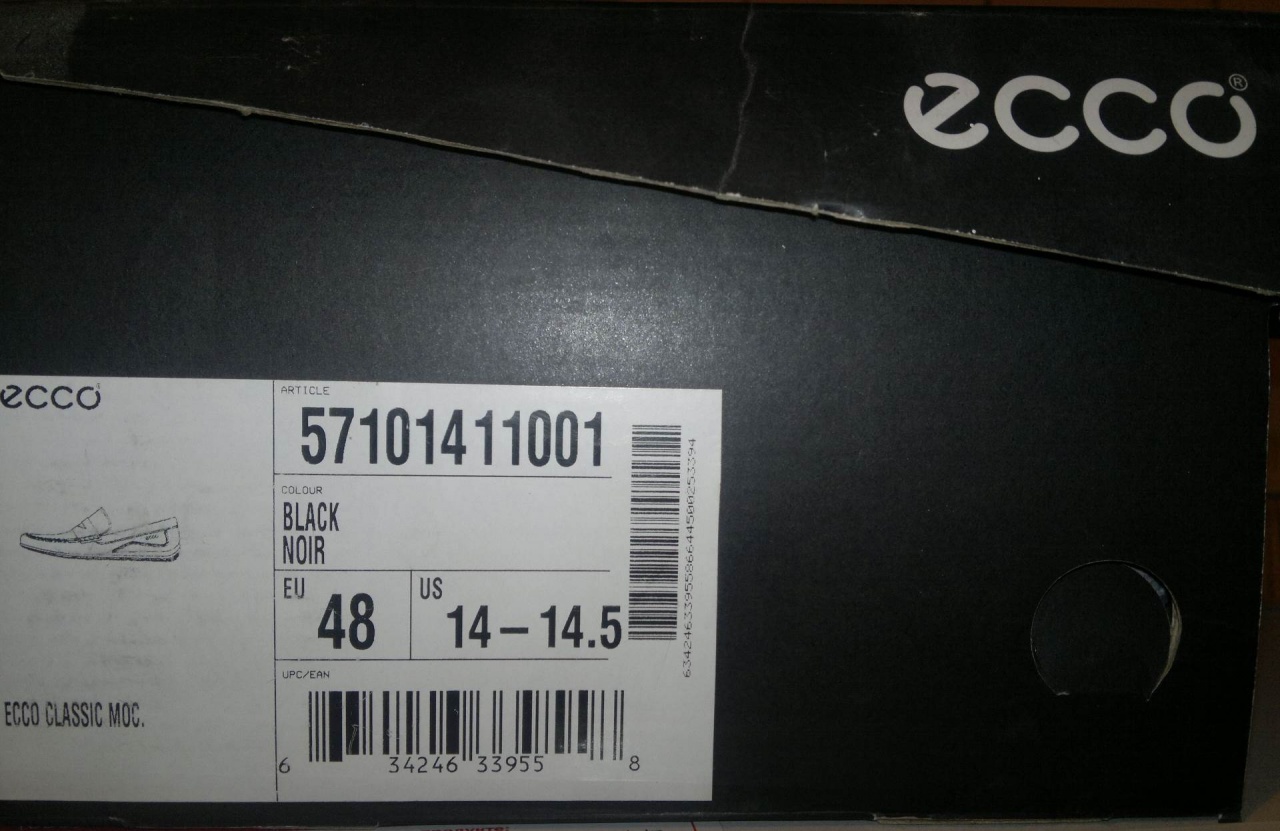 ecco®
ecco
ARTICLE
57101411001
COLOUR
BLACK
NOIR
EU
48
US
14–14.5
UPC/EAN
6 34246 33955 8
ECCO CLASSIC MOC.